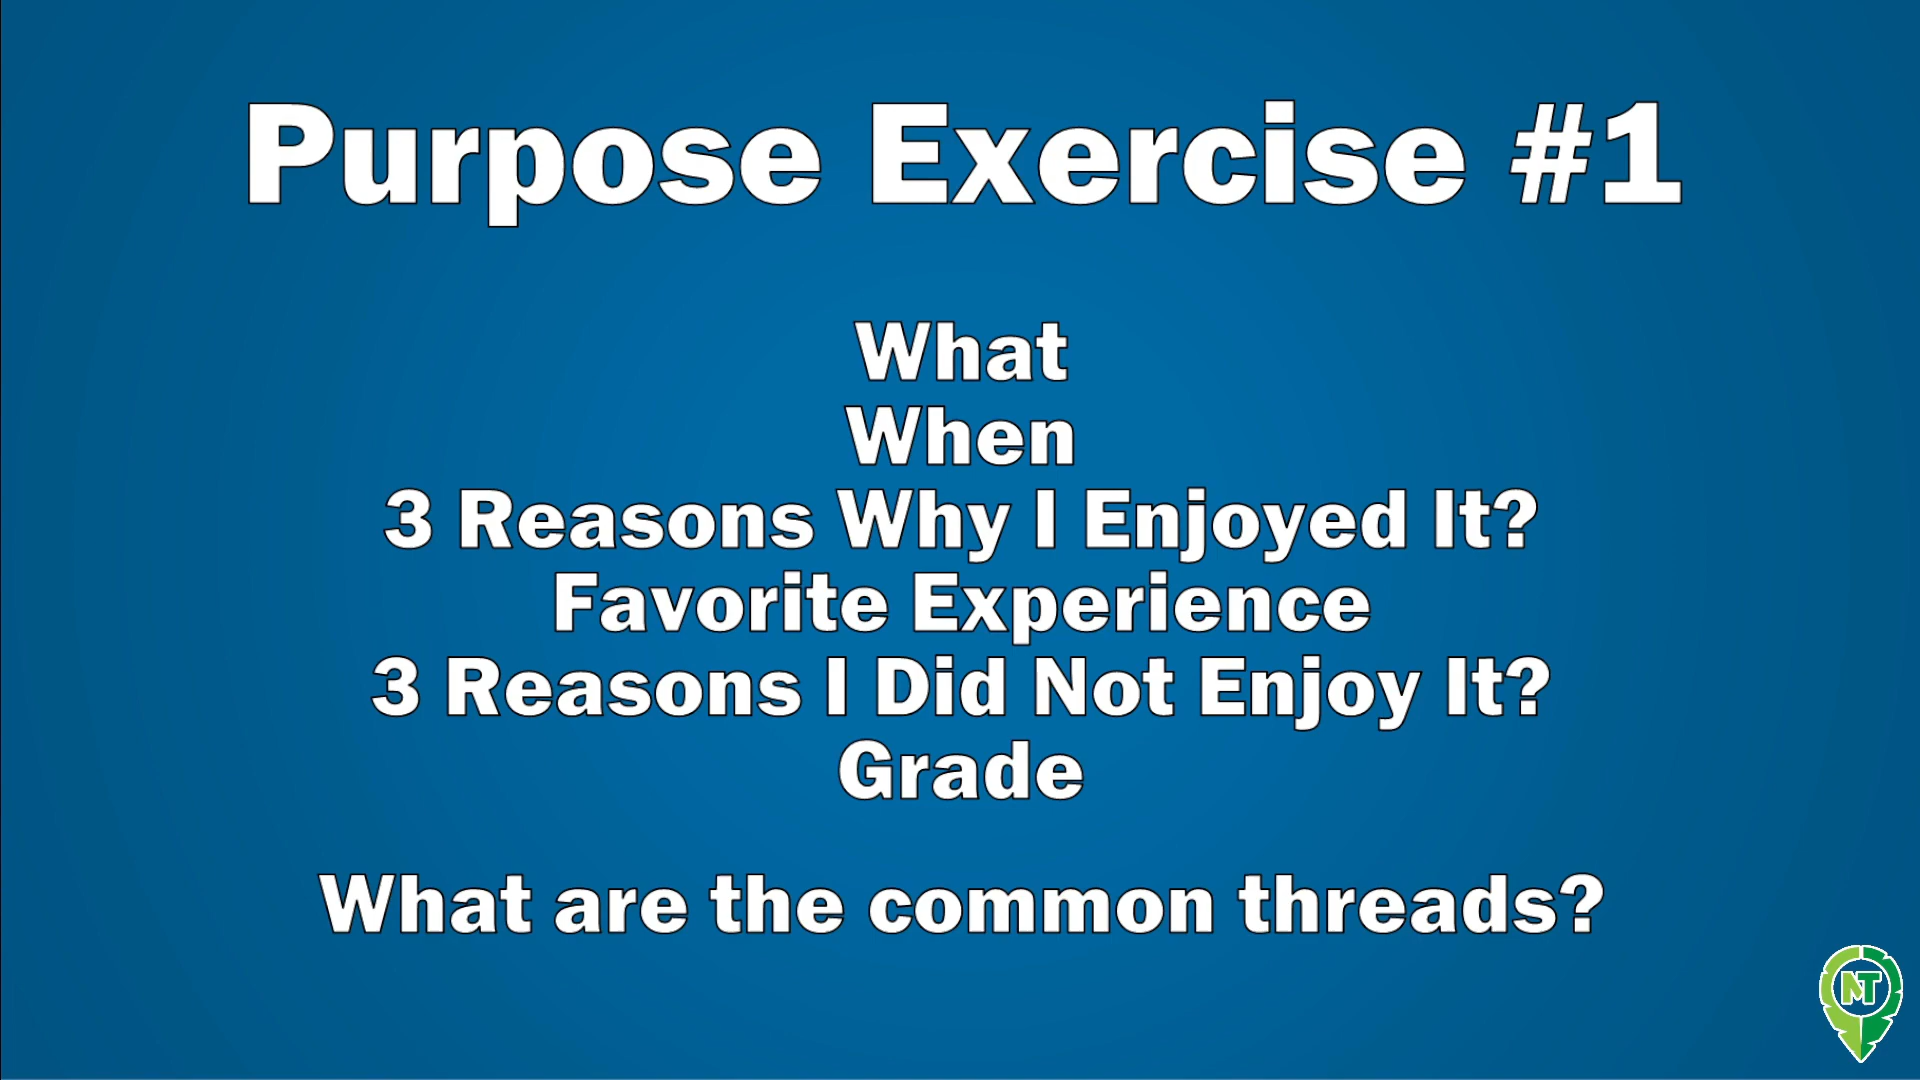 Purpose Exercise #1
What
When
3 Reasons Why I Enjoyed It?
Favorite Experience
3 Reasons I Did Not Enjoy It?
Grade
What are the common threads?
NT